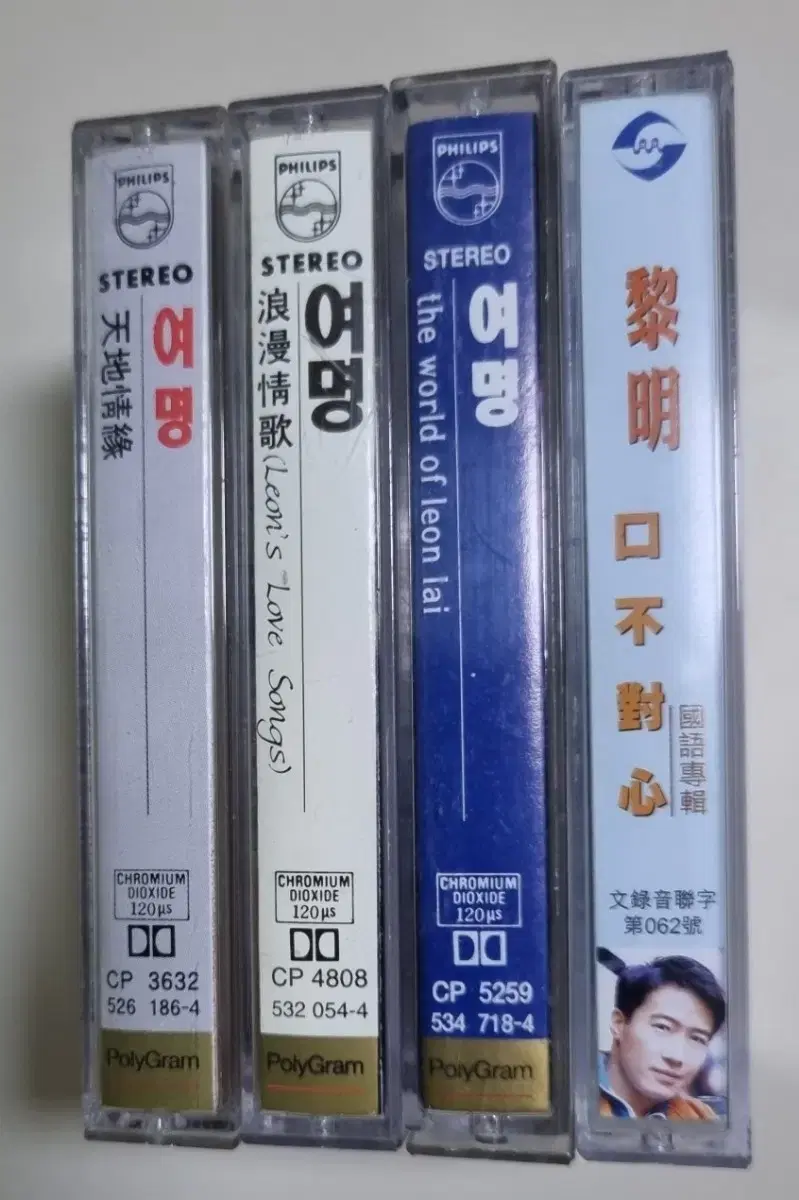 PHILIPS
STEREO
여명
天地情緣
CHROMIUM
DIOXIDE
120µs
CP 3632
526 186-4
PolyGram
PHILIPS
STEREO
여명
浪漫情歌(Leon's Love Songs)
CHROMIUM
DIOXIDE
120µs
CP 4808
532 054-4
PolyGram
PHILIPS
STEREO
여명
the world of leon lai
CHROMIUM
DIOXIDE
120µs
CP 5259
534 718-4
PolyGram
黎明
口不對心
國語專輯
文錄音聯字
第062號